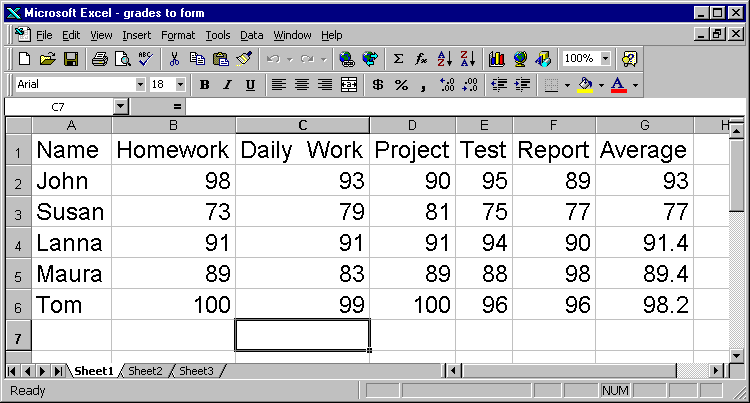 Microsoft Excel - grades to form
File Edit View Insert Format Tools Data Window Help
ABC Σ fx A Z Z A 100% ?
Arial 18 B I U $ % , A
C7 =
A B C D E F G H
1 Name Homework Daily Work Project Test Report Average
2 John 98 93 90 95 89 93
3 Susan 73 79 81 75 77 77
4 Lanna 91 91 91 94 90 91.4
5 Maura 89 83 89 88 98 89.4
6 Tom 100 99 100 96 96 98.2
7
Sheet1 Sheet2 Sheet3
Ready NUM